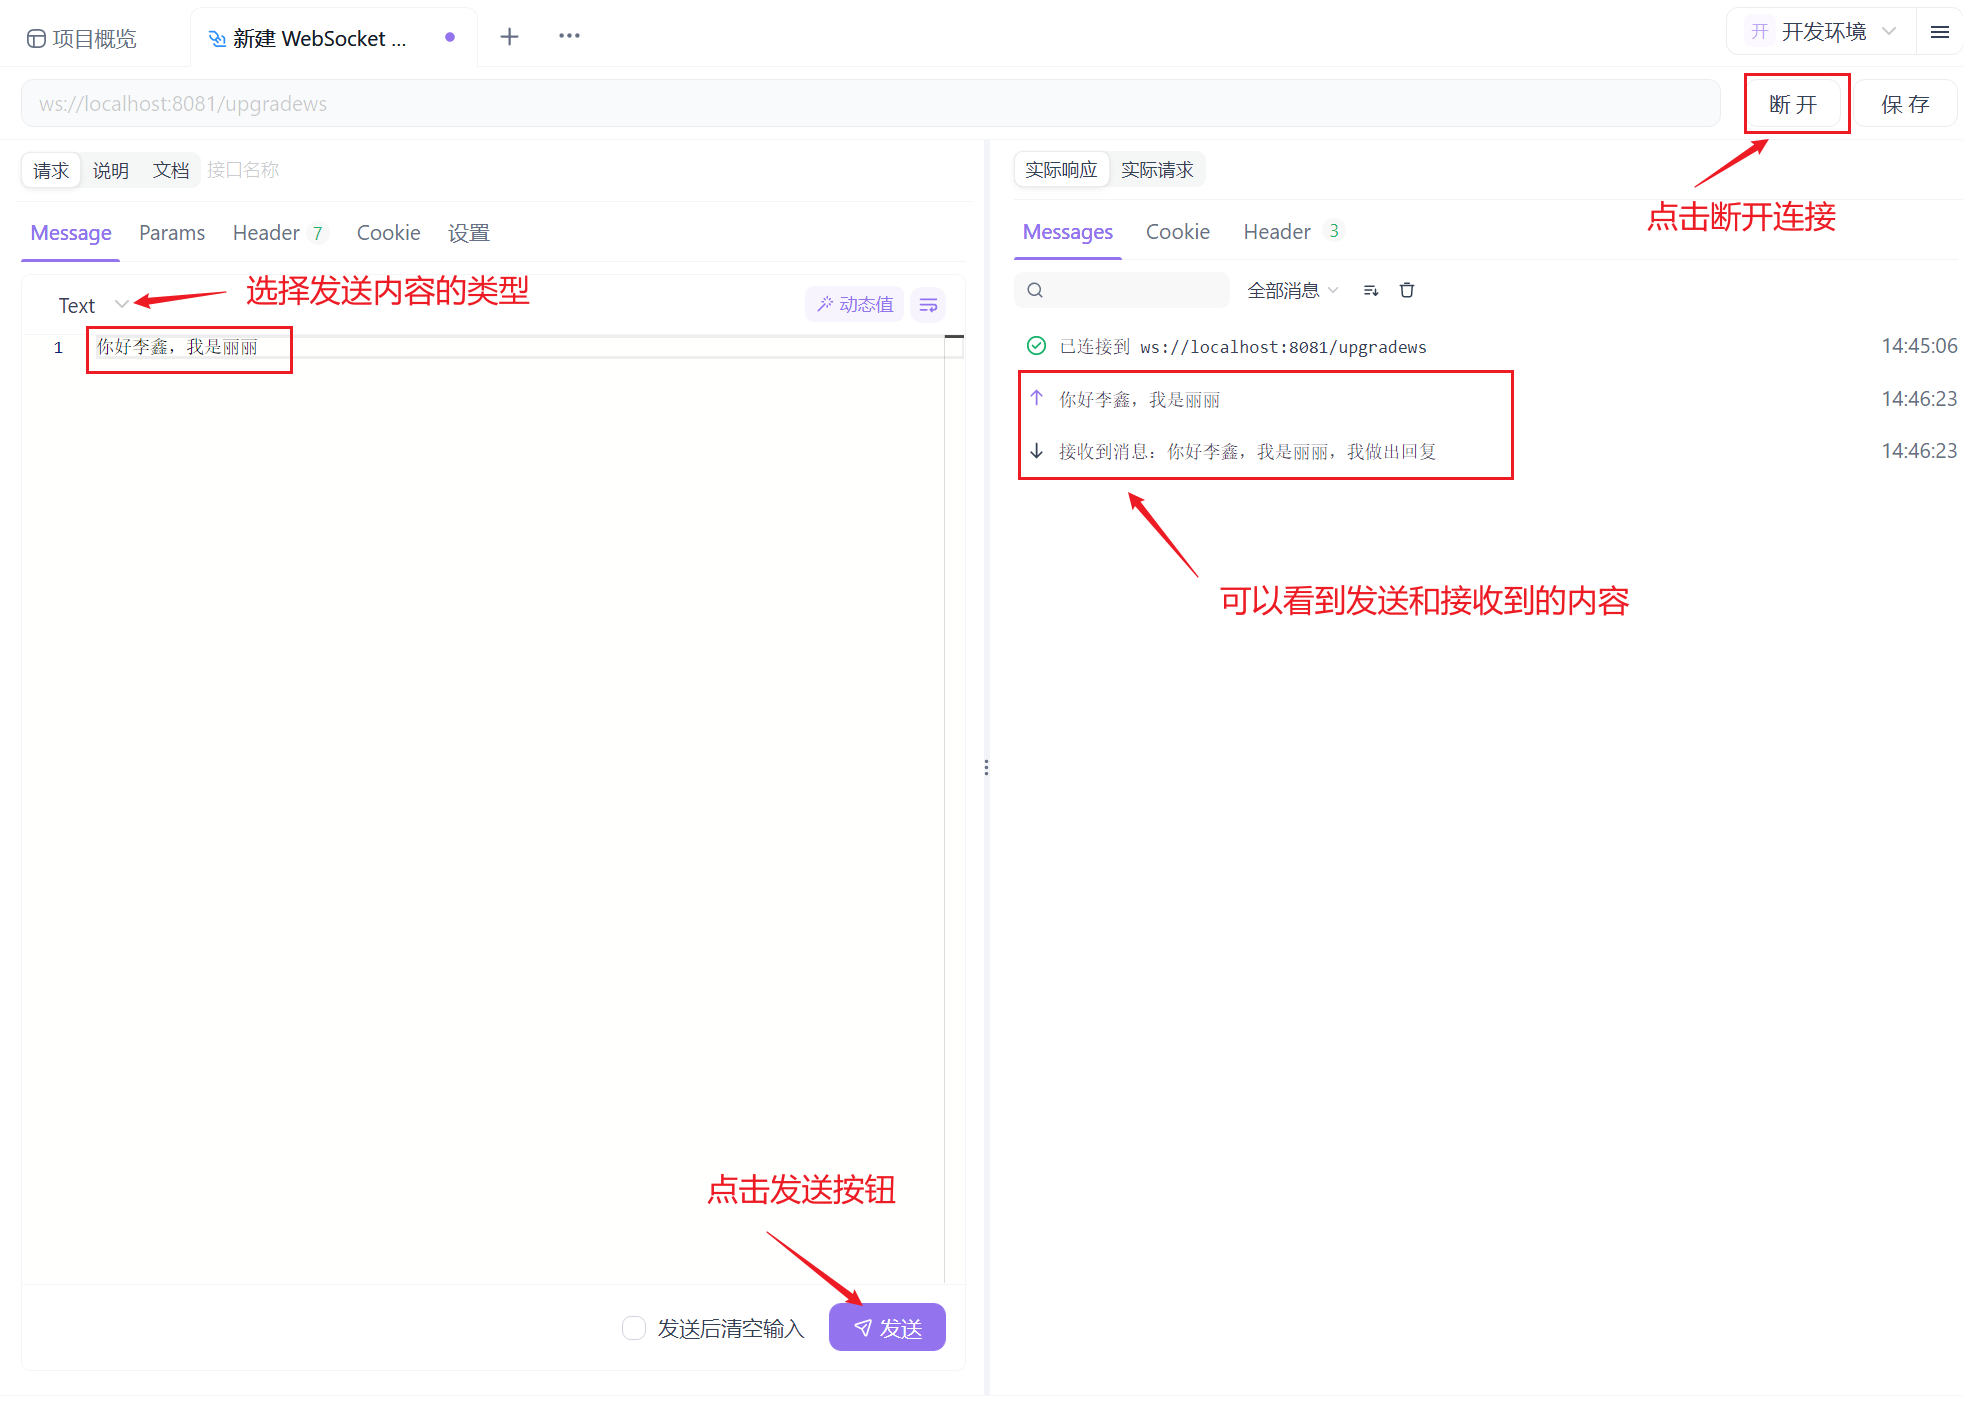 项目概览
新建 WebSocket ...
开 开发环境
ws://localhost:8081/upgradews
断 开
保 存
点击断开连接
请求 说明 文档 接口名称
Message Params Header 7 Cookie 设置
Text
选择发送内容的类型
动态值
1 你好李鑫，我是丽丽
点击发送按钮
发送后清空输入
发送
实际响应 实际请求
Messages Cookie Header 3
全部消息
已连接到 ws://localhost:8081/upgradews 14:45:06
你好李鑫，我是丽丽 14:46:23
接收到消息：你好李鑫，我是丽丽，我做出回复 14:46:23
可以看到发送和接收到的内容